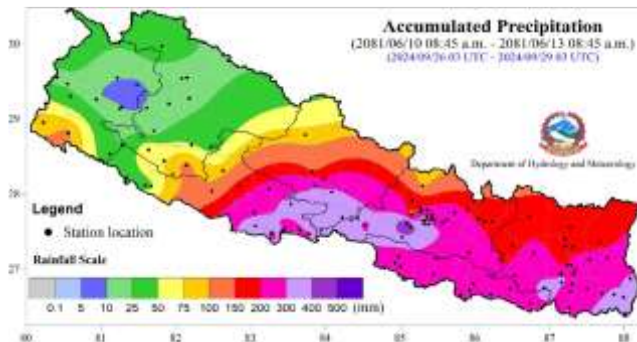 Accumulated Precipitation
(2081/06/10 08:45 a.m. - 2081/06/13 08:45 a.m.)
(2024/09/26 03 UTC - 2024/09/29 03 UTC)
Department of Hydrology and Meteorology
30
29
28
27
Legend
Station location
Rainfall Scale
0.1 5 10 25 50 75 100 150 200 300 400 500 (mm)
80 81 82 83 84 85 86 87 88